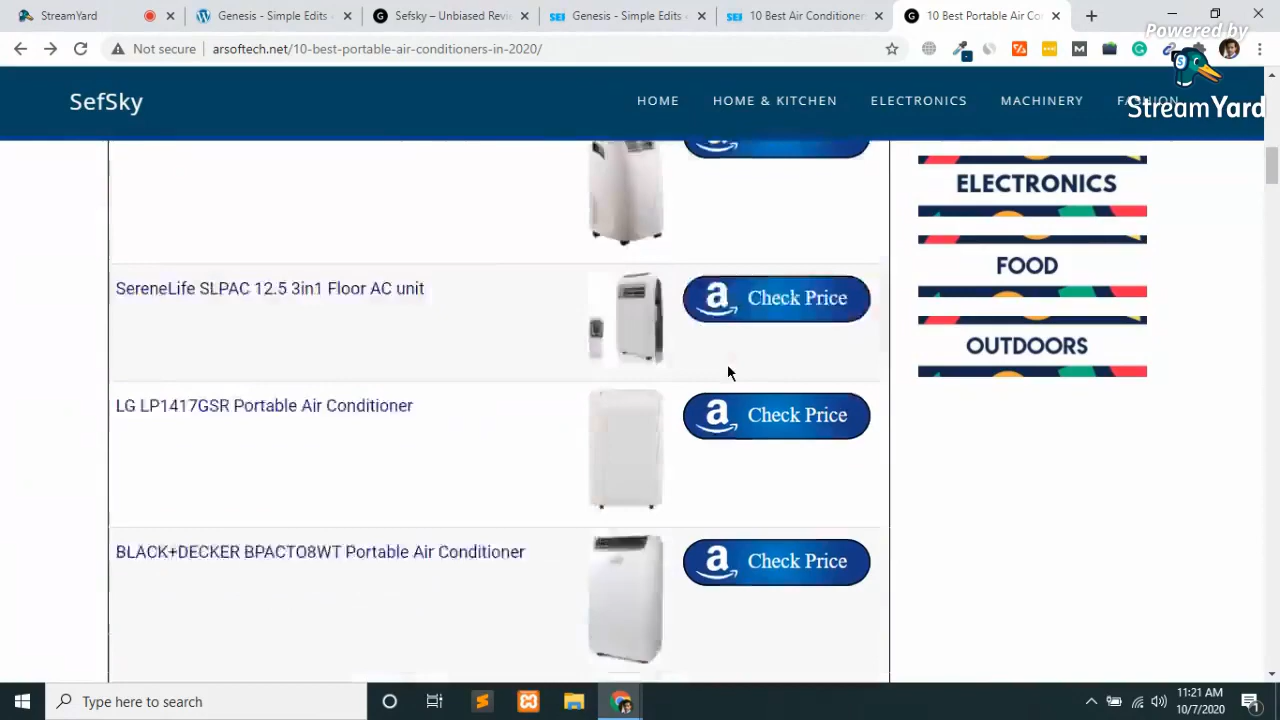 StreamYard
Genesis - Simple Edits
Sefsky – Unbiased Revi
Genesis - Simple Edits
10 Best Air Conditioner
10 Best Portable Air Co
Powered by
StreamYard
Not secure
arsoftech.net/10-best-portable-air-conditioners-in-2020/
SefSky
HOME
HOME & KITCHEN
ELECTRONICS
MACHINERY
FASHION
ELECTRONICS
FOOD
OUTDOORS
SereneLife SLPAC 12.5 3in1 Floor AC unit
Check Price
LG LP1417GSR Portable Air Conditioner
Check Price
BLACK+DECKER BPACTO8WT Portable Air Conditioner
Check Price
Type here to search
11:21 AM
10/7/2020
1